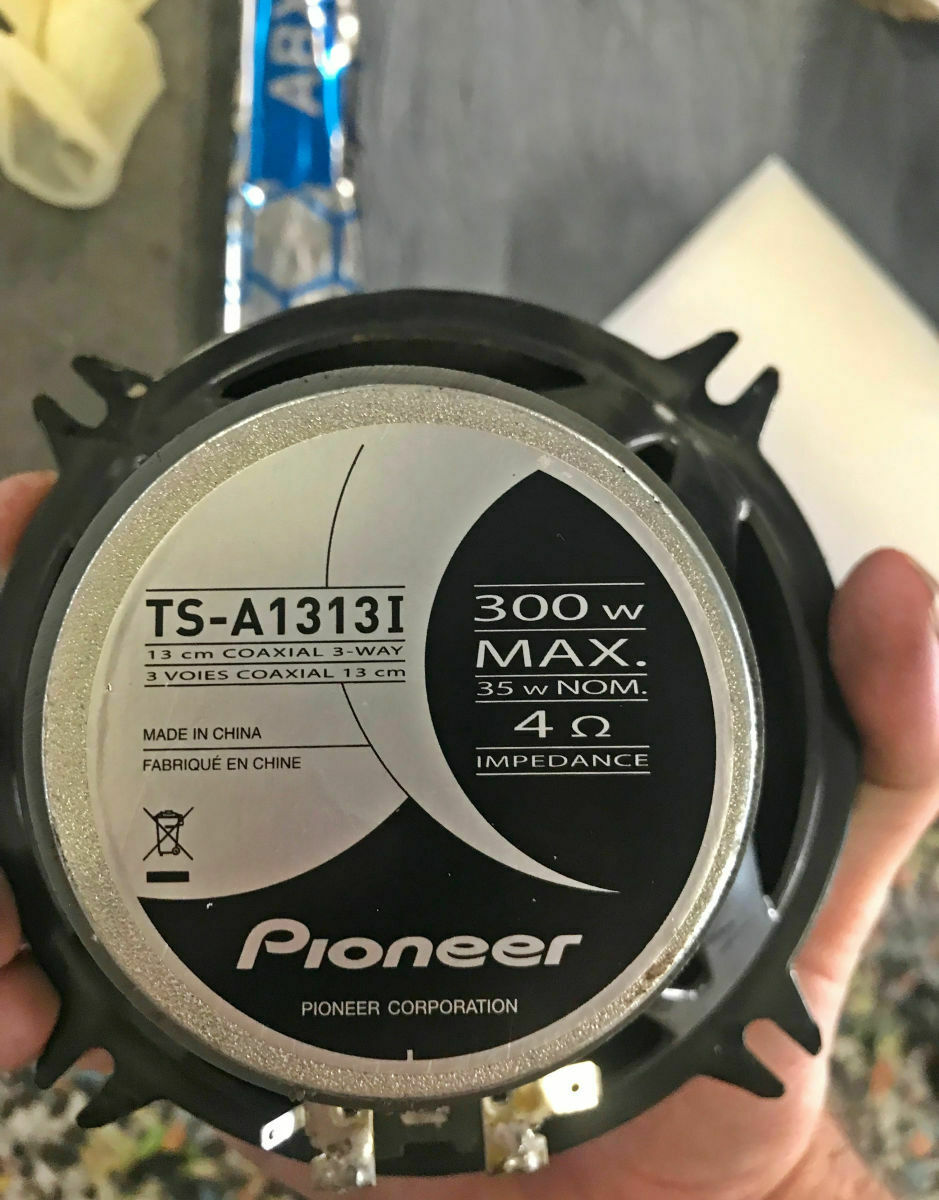 TS-A1313I
13 cm COAXIAL 3-WAY
3 VOIES COAXIAL 13 cm
MADE IN CHINA
FABRIQUÉ EN CHINE
300 w
MAX.
35 w NOM.
4 Ω
IMPEDANCE
Pioneer
PIONEER CORPORATION